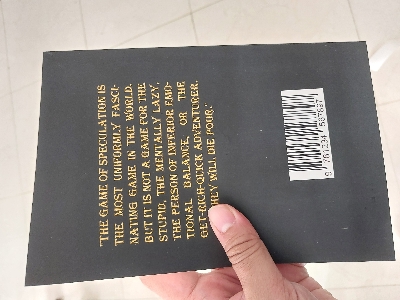 "THE GAME OF SPECULATION IS
THE MOST UNIFORMLY FASCI-
NATING GAME IN THE WORLD.
BUT IT IS NOT A GAME FOR THE
STUPID, THE MENTALLY LAZY,
THE PERSON OF INFERIOR EMO-
TIONAL BALANCE, OR THE
GET-RICH-QUICK ADVENTURER.
THEY WILL DIE POOR."